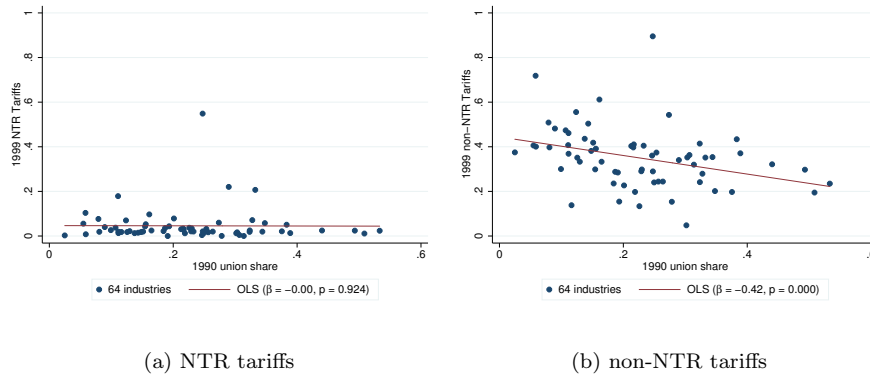 1999 NTR Tariffs
1
.8
.6
.4
.2
0
0
.2
.4
.6
1990 union share
64 industries
OLS (β = −0.00, p = 0.924)
(a) NTR tariffs
1999 non−NTR Tariffs
1
.8
.6
.4
.2
0
0
.2
.4
.6
1990 union share
64 industries
OLS (β = −0.42, p = 0.000)
(b) non-NTR tariffs